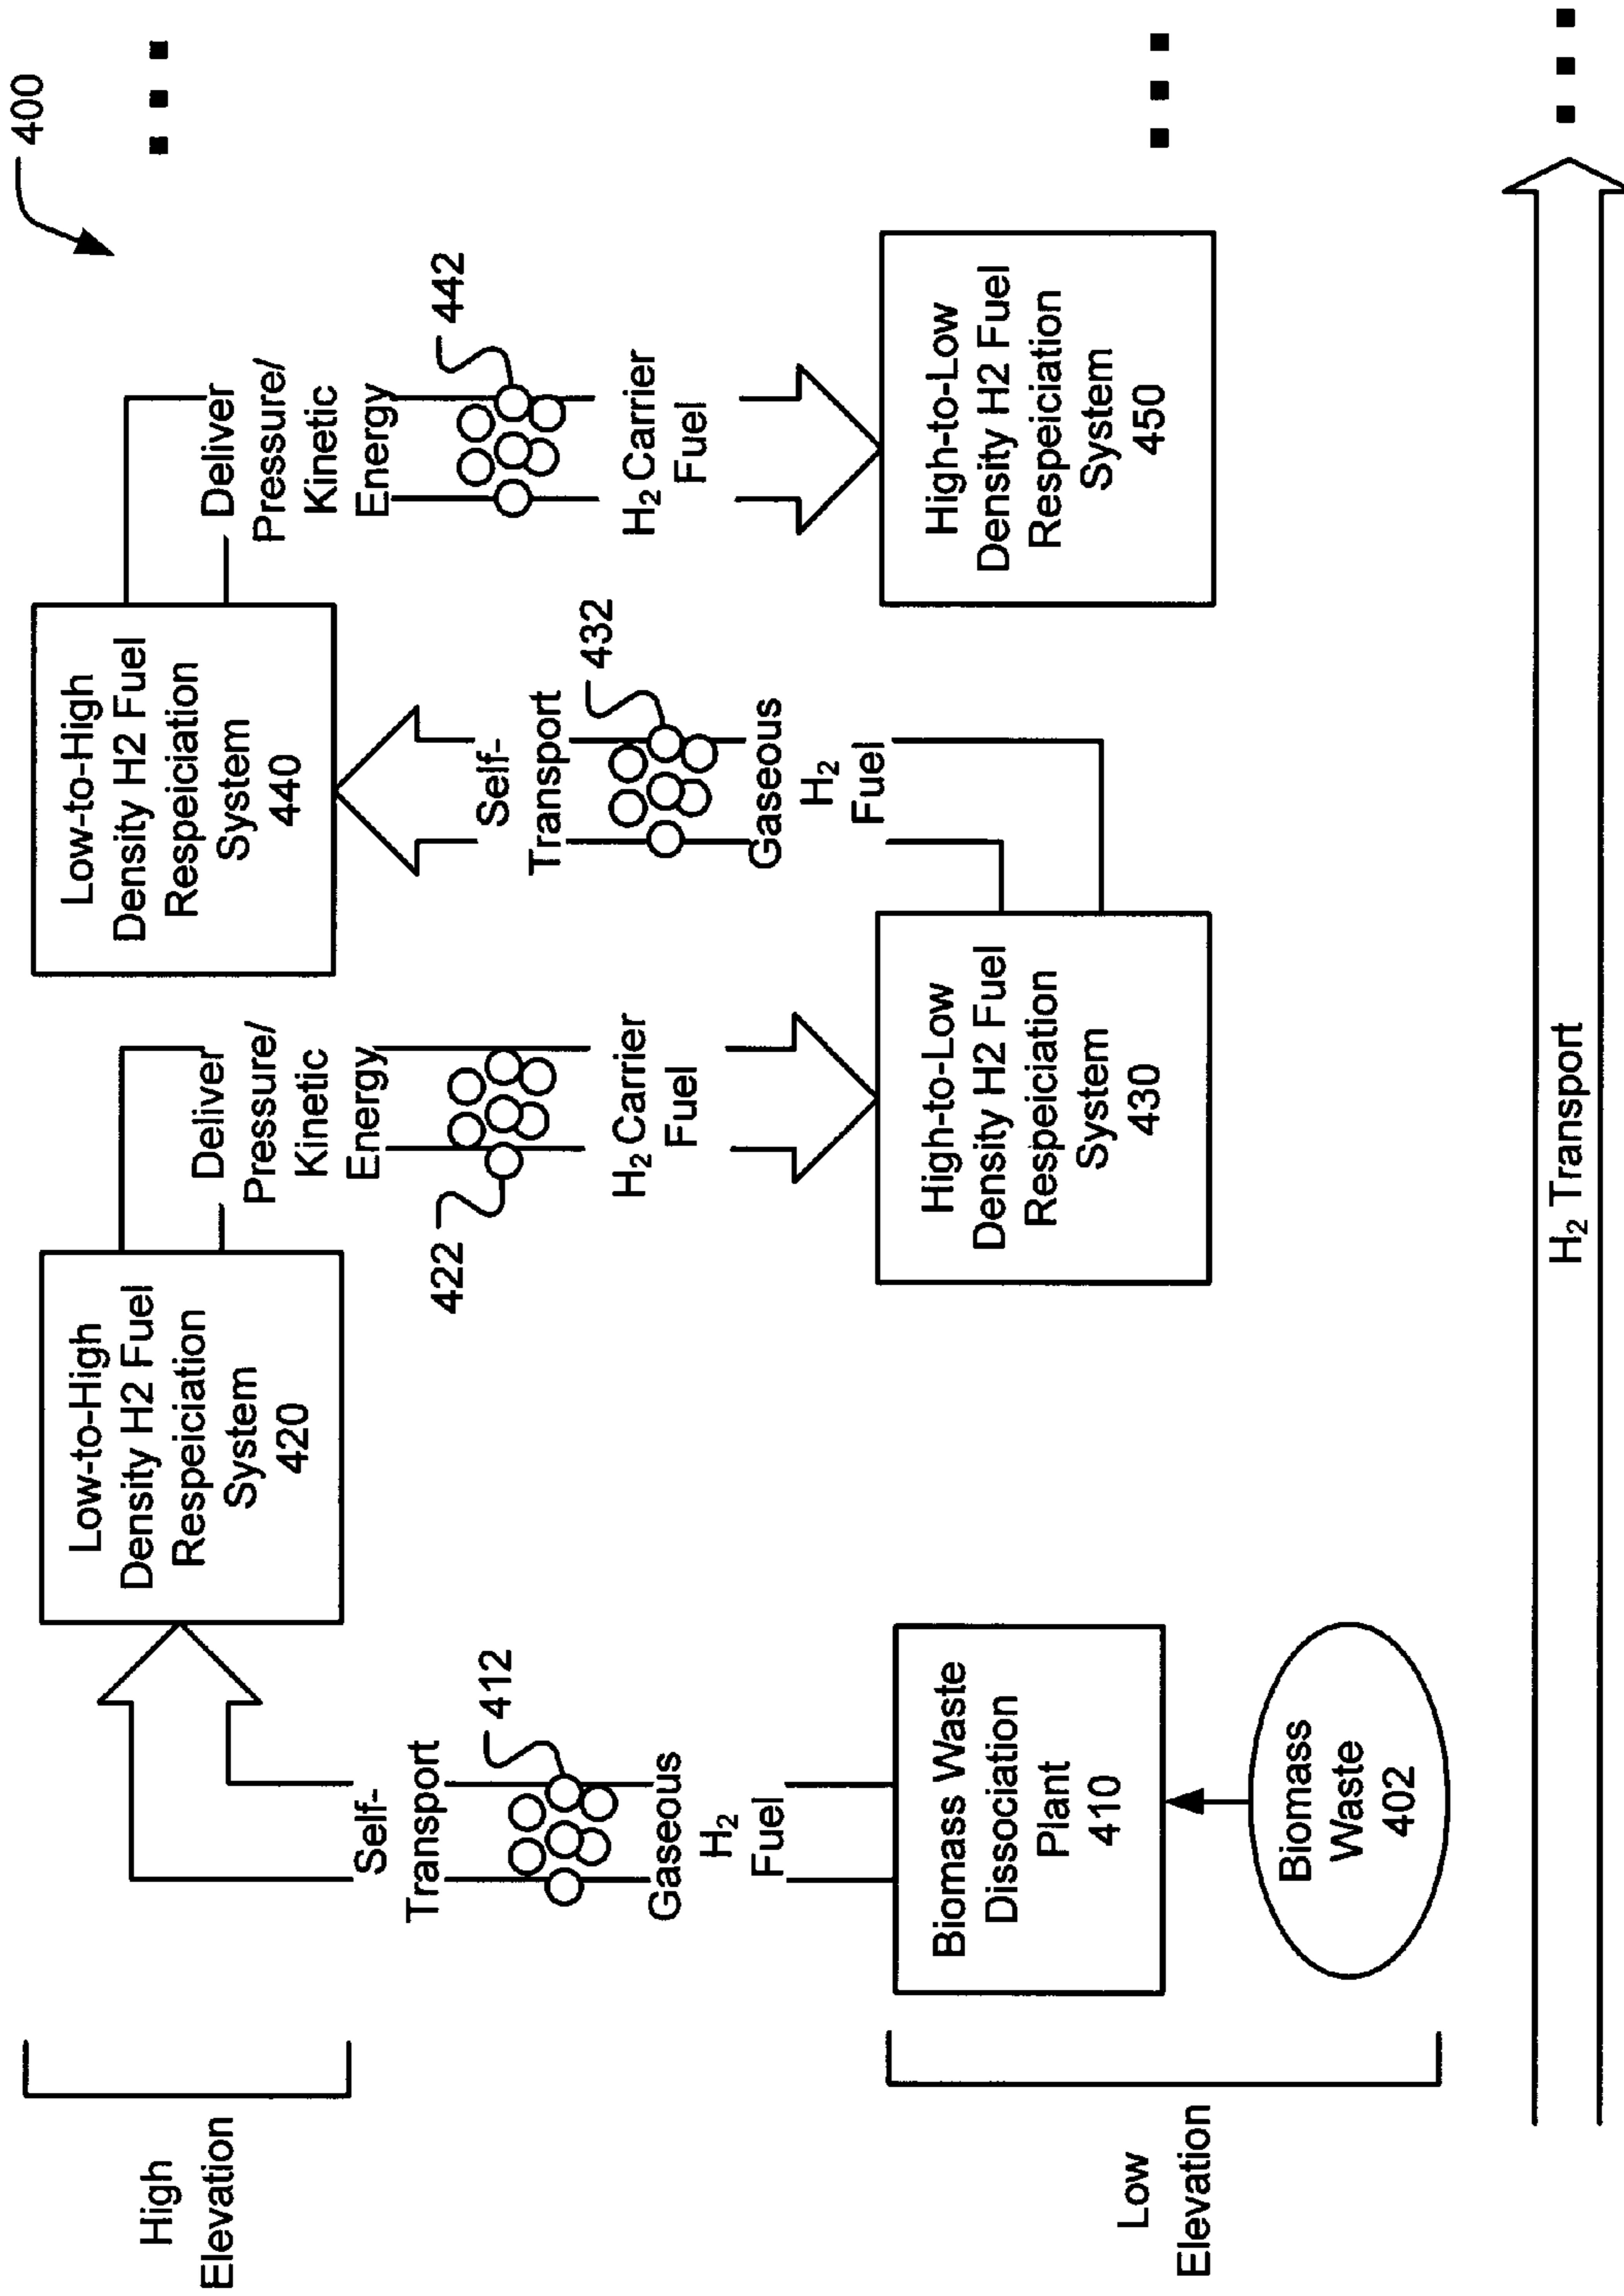 400
High
Elevation
Low-to-High
Density H2 Fuel
Respeiciation
System
420
Low-to-High
Density H2 Fuel
Respeiciation
System
440
Self-
Transport
412
Gaseous
H₂
Fuel
Deliver
Pressure/
Kinetic
Energy
422
H₂ Carrier
Fuel
Self-
Transport
432
Gaseous
H₂
Fuel
Deliver
Pressure/
Kinetic
Energy
442
H₂ Carrier
Fuel
Low
Elevation
Biomass Waste
Dissociation
Plant
410
Biomass
Waste
402
High-to-Low
Density H2 Fuel
Respeiciation
System
430
High-to-Low
Density H2 Fuel
Respeiciation
System
450
H₂ Transport